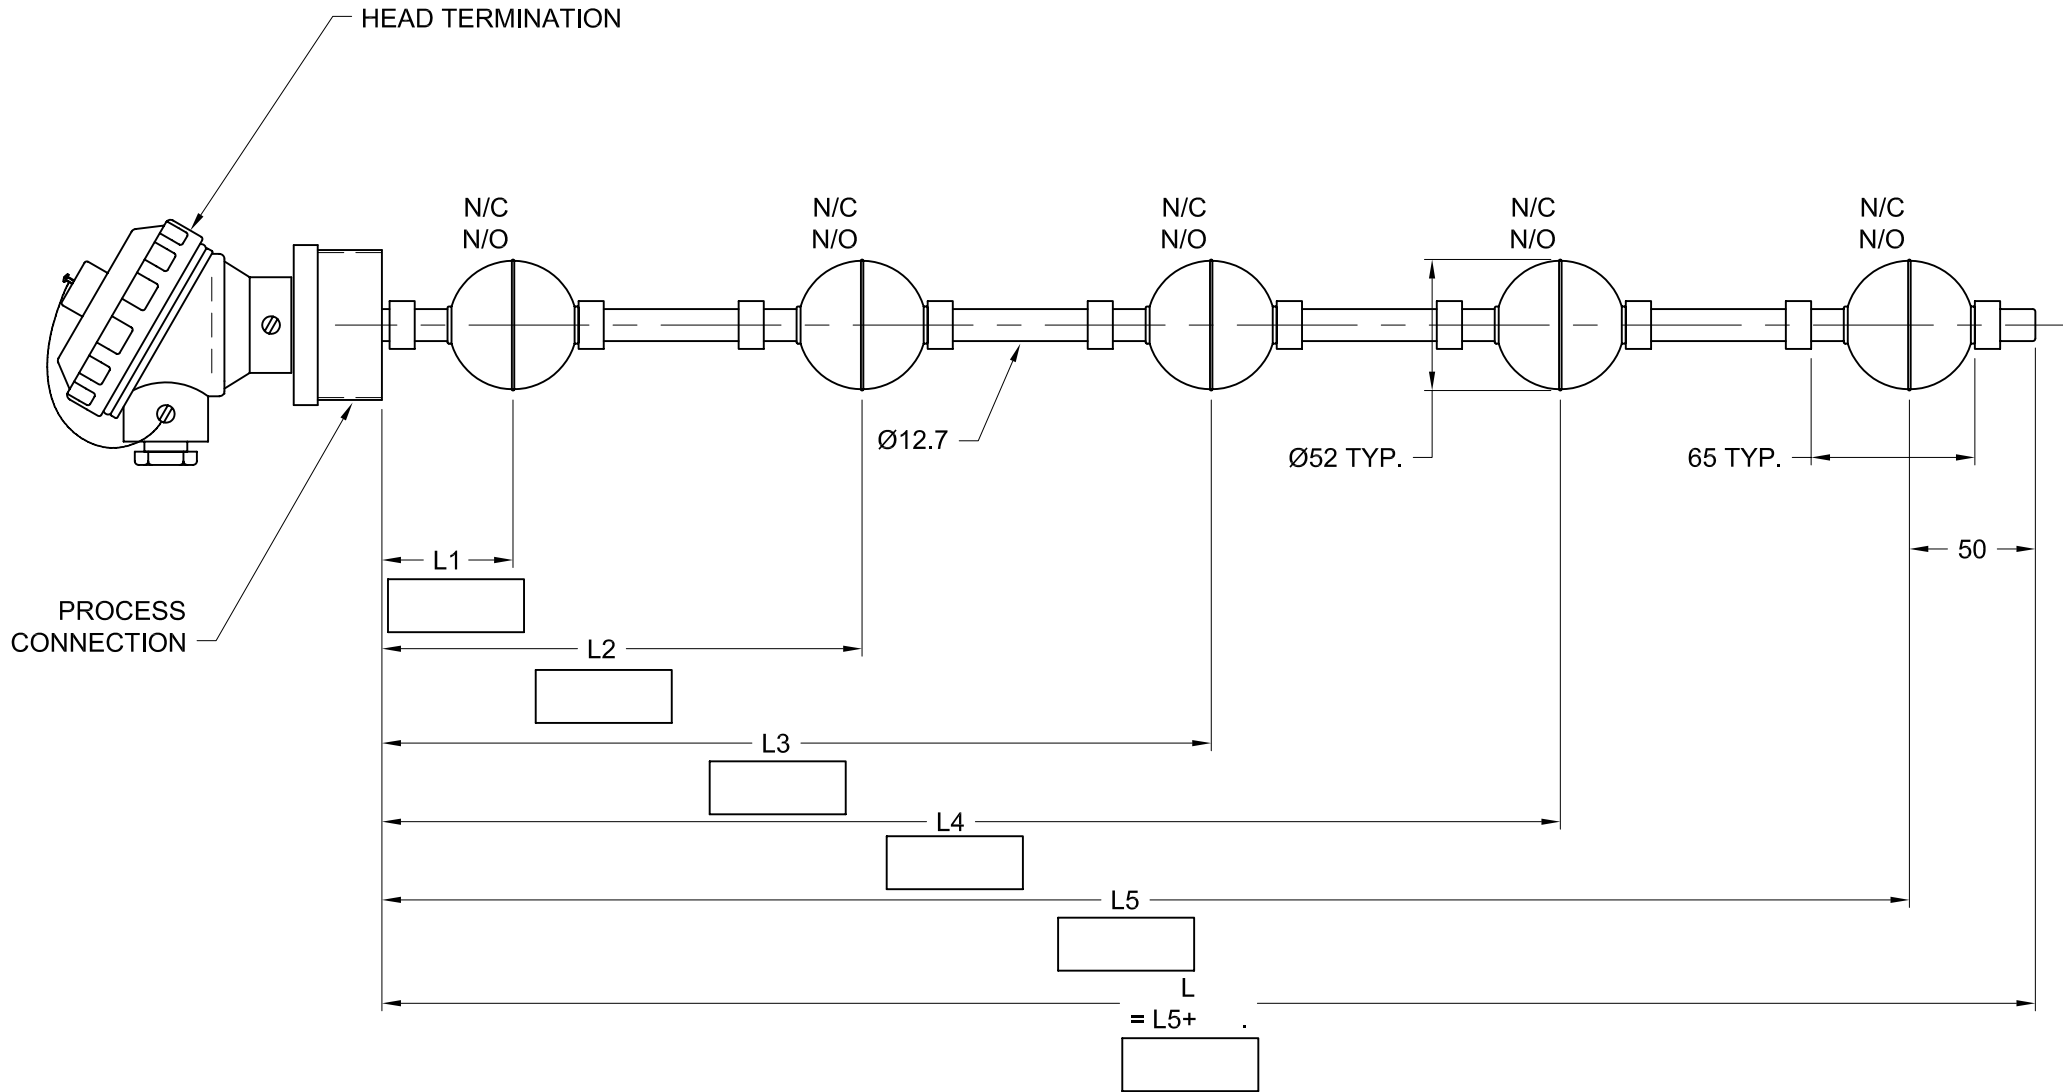 HEAD TERMINATION
N/C
N/O
N/C
N/O
N/C
N/O
N/C
N/O
N/C
N/O
Ø12.7
Ø52 TYP.
65 TYP.
50
L1
PROCESS
CONNECTION
L2
L3
L4
L5
L
= L5+ .